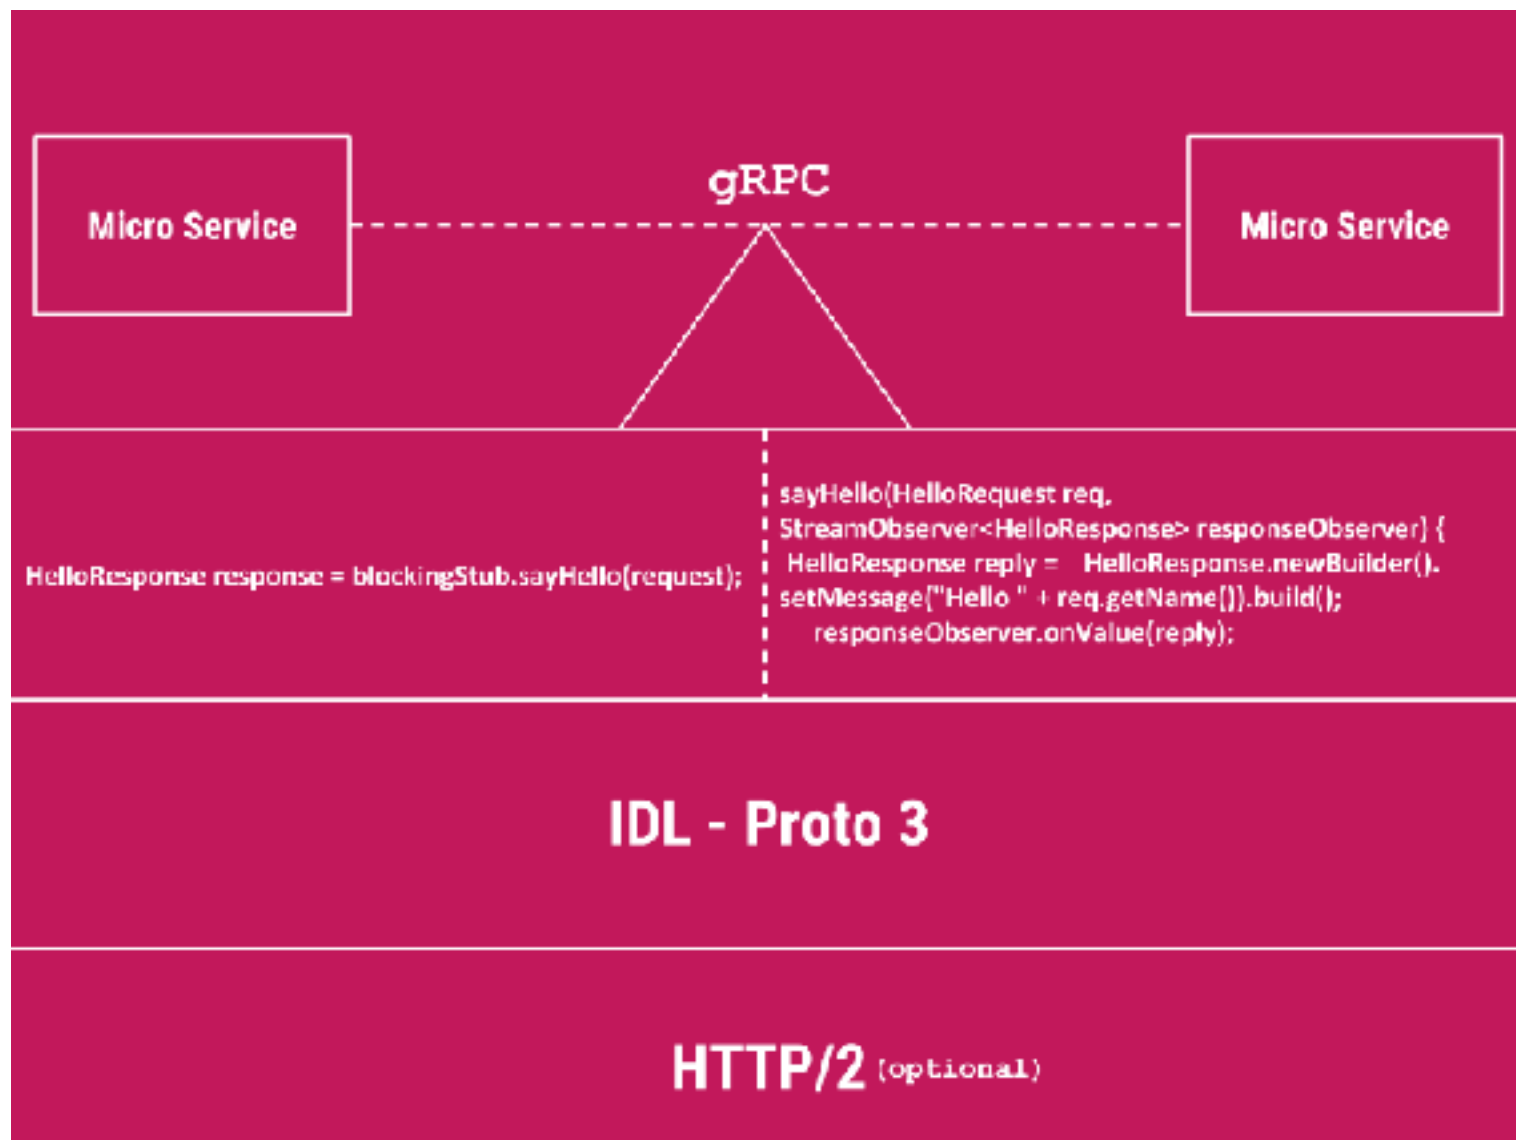 gRPC
Micro Service
Micro Service
HelloResponse response = blockingStub.sayHello(request);
sayHello(HelloRequest req,
StreamObserver<HelloResponse> responseObserver) {
HelloResponse reply = HelloResponse.newBuilder().
setMessage("Hello " + req.getName()).build();
responseObserver.onValue(reply);
IDL - Proto 3
HTTP/2 (optional)